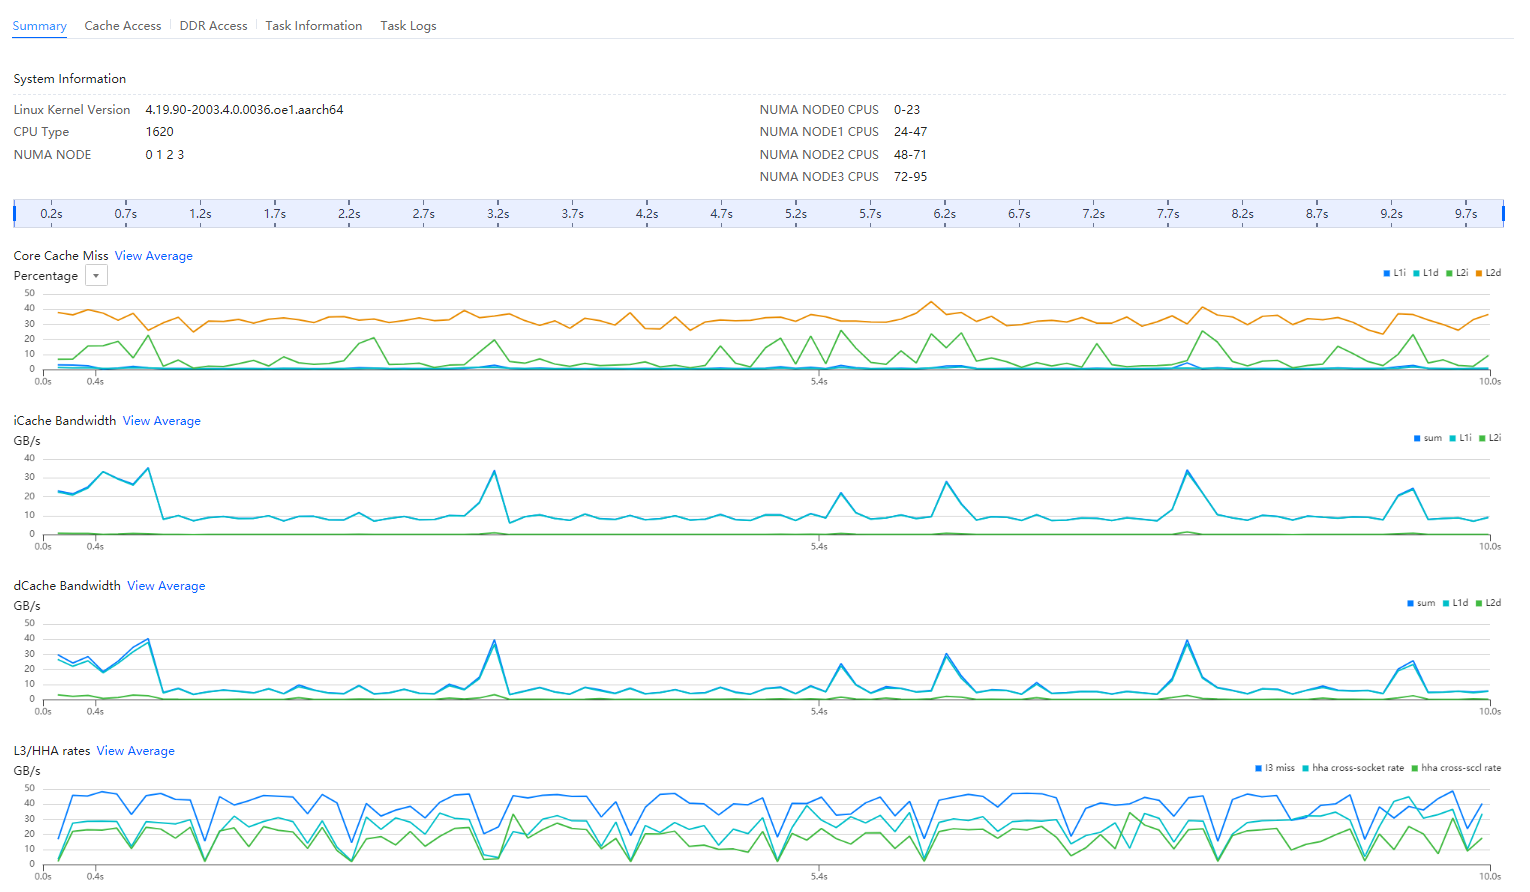 Summary Cache Access DDR Access Task Information Task Logs
System Information
Linux Kernel Version 4.19.90-2003.4.0.0036.oe1.aarch64 NUMA NODE0 CPUS 0-23
CPU Type 1620 NUMA NODE1 CPUS 24-47
NUMA NODE 0 1 2 3 NUMA NODE2 CPUS 48-71
NUMA NODE3 CPUS 72-95
0.2s 0.7s 1.2s 1.7s 2.2s 2.7s 3.2s 3.7s 4.2s 4.7s 5.2s 5.7s 6.2s 6.7s 7.2s 7.7s 8.2s 8.7s 9.2s 9.7s
Core Cache Miss View Average
Percentage L1i L1d L2i L2d
50
40
30
20
10
0
0.0s 0.4s 5.4s 10.0s
iCache Bandwidth View Average
GB/s sum L1i L2i
40
30
20
10
0
0.0s 0.4s 5.4s 10.0s
dCache Bandwidth View Average
GB/s sum L1d L2d
50
40
30
20
10
0
0.0s 0.4s 5.4s 10.0s
L3/HHA rates View Average
GB/s l3 miss hha cross-socket rate hha cross-sccl rate
50
40
30
20
10
0
0.0s 0.4s 5.4s 10.0s